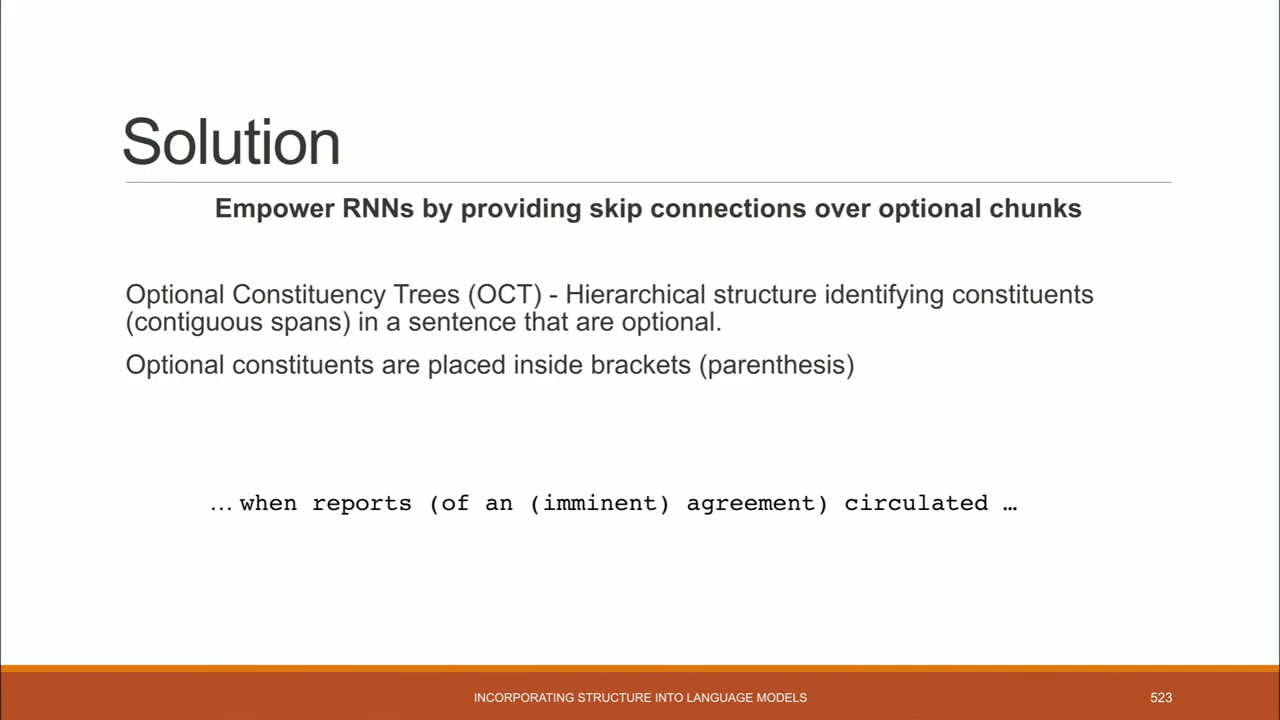 Solution
Empower RNNs by providing skip connections over optional chunks
Optional Constituency Trees (OCT) - Hierarchical structure identifying constituents
(contiguous spans) in a sentence that are optional.
Optional constituents are placed inside brackets (parenthesis)
… when reports (of an (imminent) agreement) circulated …
INCORPORATING STRUCTURE INTO LANGUAGE MODELS
523